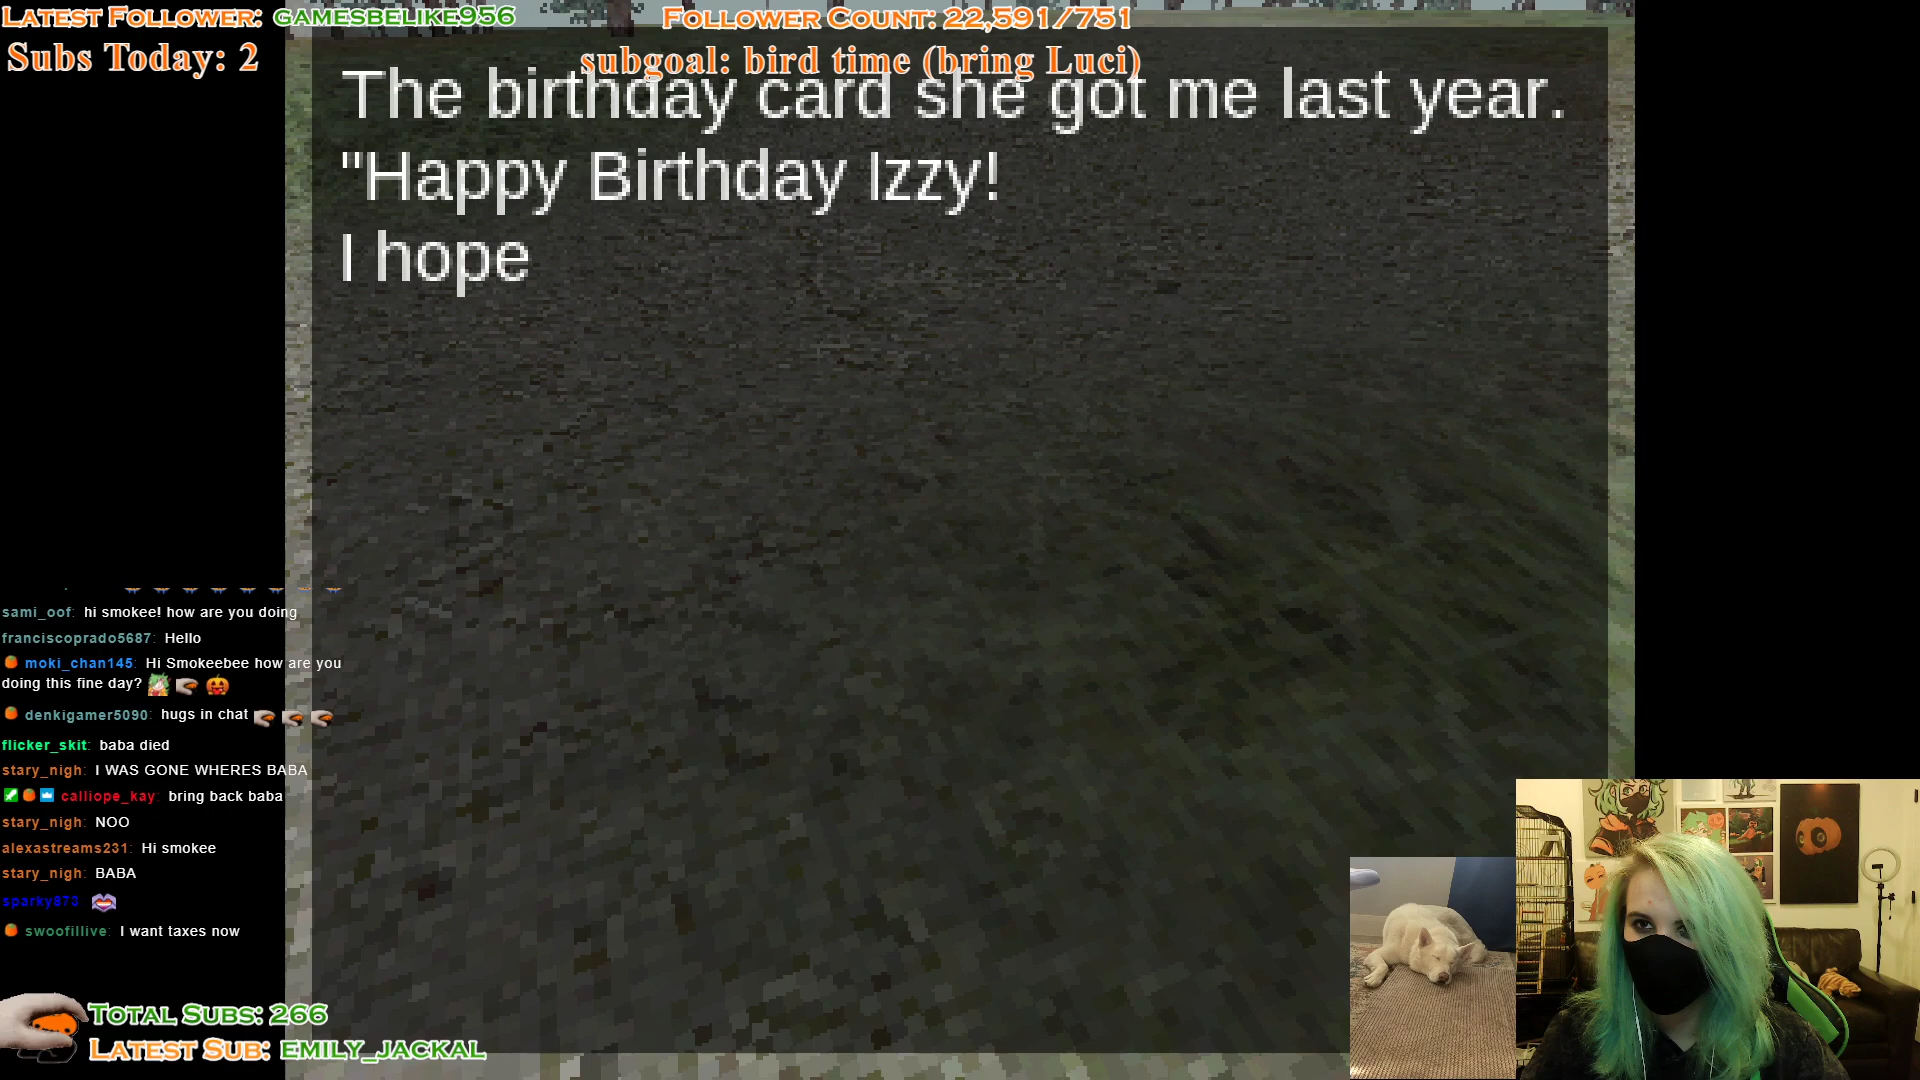 LATEST FOLLOWER: GAMESBELIKE956
FOLLOWER COUNT: 22,591/751
Subs Today: 2
subgoal: bird time (bring Luci)
The birthday card she got me last year.
"Happy Birthday Izzy!
I hope
sami_oof: hi smokee! how are you doing
franciscoprado5687: Hello
moki_chan145: Hi Smokeebee how are you
doing this fine day?
denkigamer5090: hugs in chat
flicker_skit: baba died
stary_nigh: I WAS GONE WHERES BABA
calliope_kay: bring back baba
stary_nigh: NOO
alexastreams231: Hi smokee
stary_nigh: BABA
sparky873
swoofillive: I want taxes now
TOTAL SUBS: 266
LATEST SUB: EMILY_JACKAL